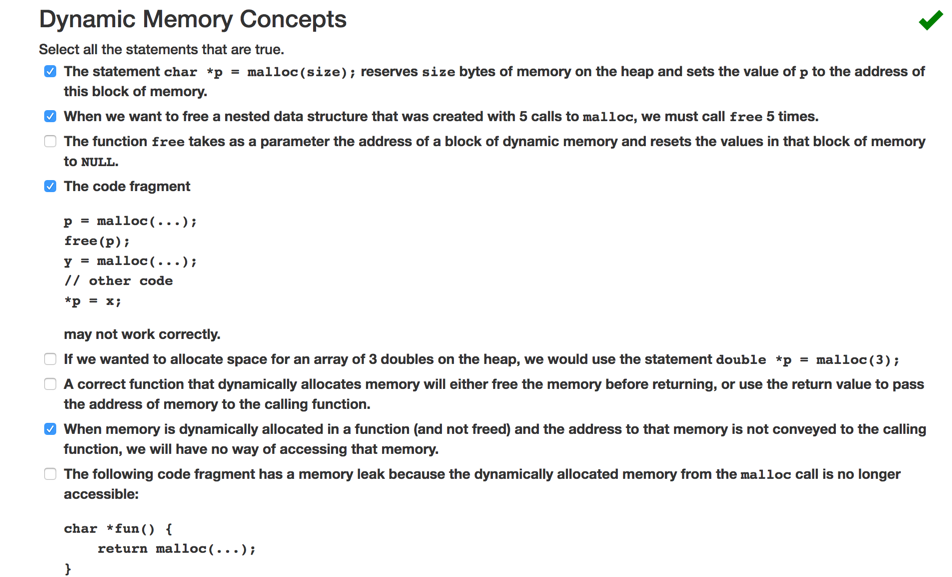 Dynamic Memory Concepts
Select all the statements that are true.
The statement char *p = malloc(size); reserves size bytes of memory on the heap and sets the value of p to the address of
this block of memory.
When we want to free a nested data structure that was created with 5 calls to malloc, we must call free 5 times.
The function free takes as a parameter the address of a block of dynamic memory and resets the values in that block of memory
to NULL.
The code fragment
p = malloc(...);
free(p);
y = malloc(...);
// other code
*p = x;
may not work correctly.
If we wanted to allocate space for an array of 3 doubles on the heap, we would use the statement double *p = malloc(3);
A correct function that dynamically allocates memory will either free the memory before returning, or use the return value to pass
the address of memory to the calling function.
When memory is dynamically allocated in a function (and not freed) and the address to that memory is not conveyed to the calling
function, we will have no way of accessing that memory.
The following code fragment has a memory leak because the dynamically allocated memory from the malloc call is no longer
accessible:
char *fun() {
    return malloc(...);
}